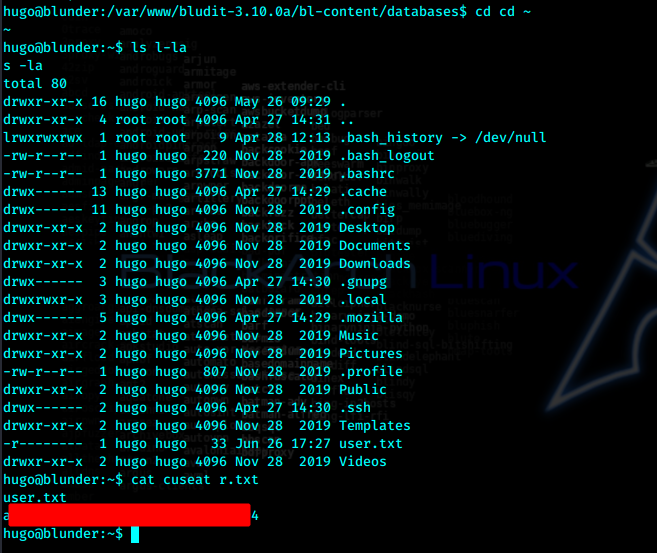 hugo@blunder:/var/www/bludit-3.10.0a/bl-content/databases$ cd cd ~
~
hugo@blunder:~$ ls l-la
s -la
total 80
drwxr-xr-x 16 hugo hugo 4096 May 26 09:29 .
drwxr-xr-x  4 root root 4096 Apr 27 14:31 ..
lrwxrwxrwx  1 root root    9 Apr 28 12:13 .bash_history -> /dev/null
-rw-r--r--  1 hugo hugo  220 Nov 28  2019 .bash_logout
-rw-r--r--  1 hugo hugo 3771 Nov 28  2019 .bashrc
drwx------ 13 hugo hugo 4096 Apr 27 14:29 .cache
drwx------ 11 hugo hugo 4096 Nov 28  2019 .config
drwxr-xr-x  2 hugo hugo 4096 Nov 28  2019 Desktop
drwxr-xr-x  2 hugo hugo 4096 Nov 28  2019 Documents
drwxr-xr-x  2 hugo hugo 4096 Nov 28  2019 Downloads
drwx------  3 hugo hugo 4096 Apr 27 14:30 .gnupg
drwxrwxr-x  3 hugo hugo 4096 Nov 28  2019 .local
drwx------  5 hugo hugo 4096 Apr 27 14:29 .mozilla
drwxr-xr-x  2 hugo hugo 4096 Nov 28  2019 Music
drwxr-xr-x  2 hugo hugo 4096 Nov 28  2019 Pictures
-rw-r--r--  1 hugo hugo  807 Nov 28  2019 .profile
drwxr-xr-x  2 hugo hugo 4096 Nov 28  2019 Public
drwx------  2 hugo hugo 4096 Apr 27 14:30 .ssh
drwxr-xr-x  2 hugo hugo 4096 Nov 28  2019 Templates
-r--------  1 hugo hugo   33 Jun 26 17:27 user.txt
drwxr-xr-x  2 hugo hugo 4096 Nov 28  2019 Videos
hugo@blunder:~$ cat cuseat r.txt
user.txt
a 4
hugo@blunder:~$
arjun
armitage
armor
aws-extender-cli
Linux